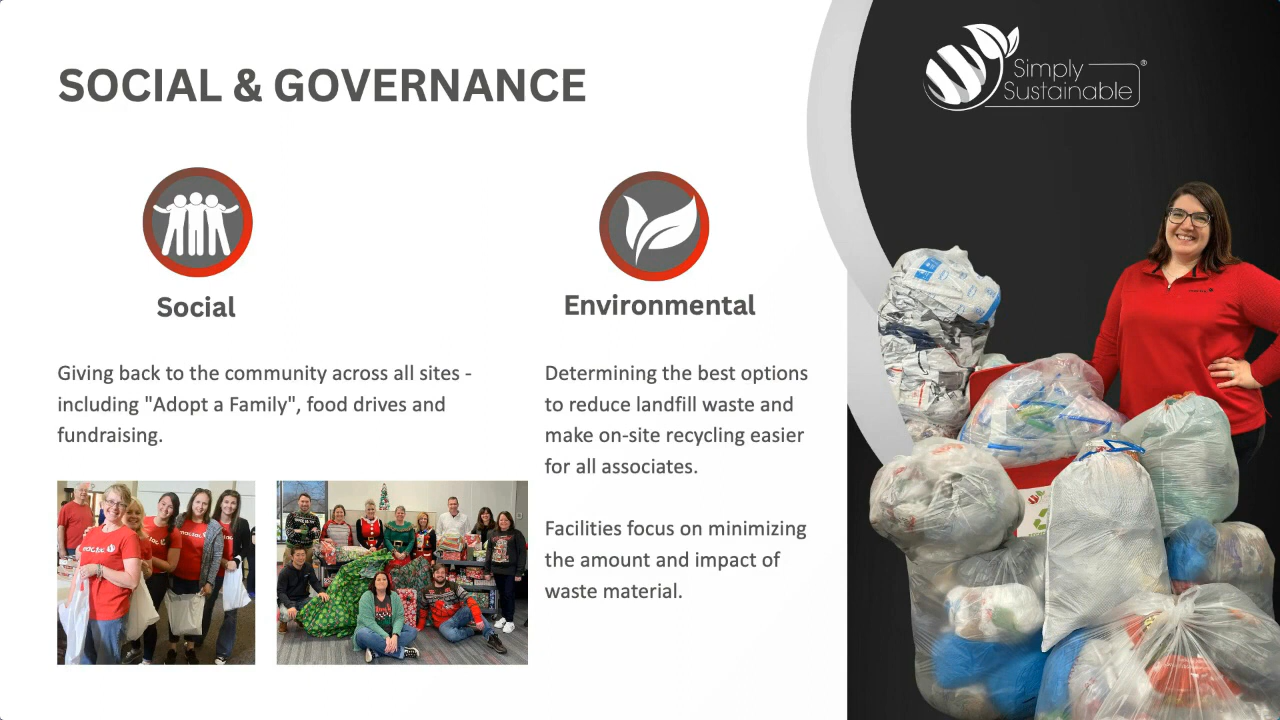 SOCIAL & GOVERNANCE
Simply
Sustainable®
Social
Environmental
Giving back to the community across all sites -
including "Adopt a Family", food drives and
fundraising.
Determining the best options
to reduce landfill waste and
make on-site recycling easier
for all associates.
Facilities focus on minimizing
the amount and impact of
waste material.